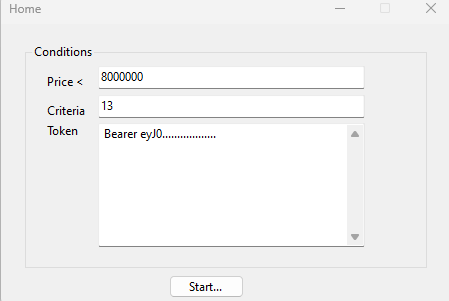 Home
Conditions
Price < 8000000
Criteria 13
Token Bearer eyJ0..................
Start...